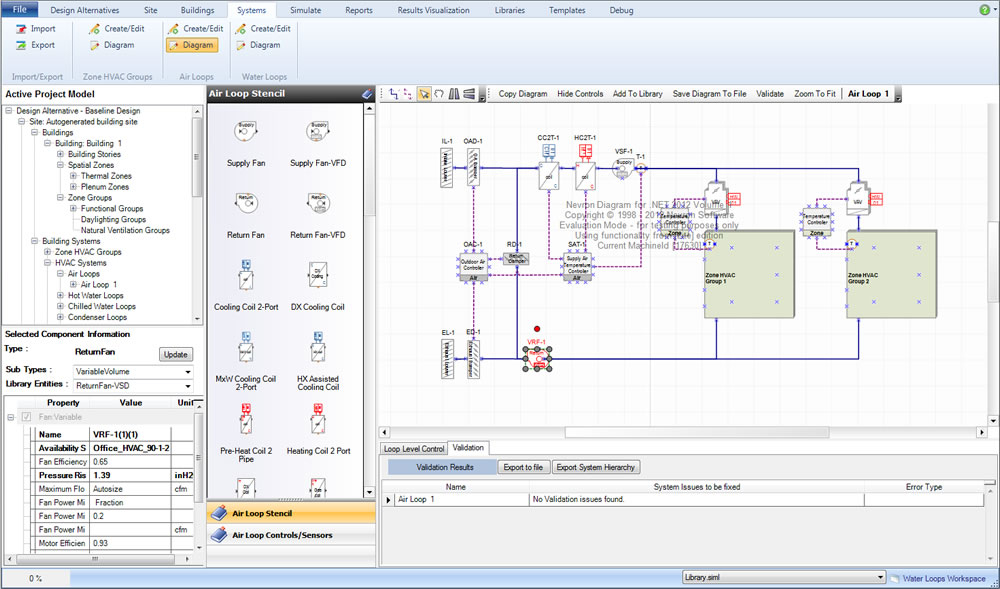 File Design Alternatives Site Buildings Systems Simulate Reports Results Visualization Libraries Templates Debug
Import Create/Edit Create/Edit Create/Edit
Export Diagram Diagram Diagram
Import/Export Zone HVAC Groups Air Loops Water Loops
Active Project Model
Design Alternative - Baseline Design
Site: Autogenerated building site
Buildings
Building: Building 1
Building Stories
Spatial Zones
Thermal Zones
Plenum Zones
Zone Groups
Functional Groups
Daylighting Groups
Natural Ventilation Groups
Building Systems
Zone HVAC Groups
HVAC Systems
Air Loops
Air Loop 1
Hot Water Loops
Chilled Water Loops
Condenser Loops
Selected Component Information
Type : ReturnFan Update
Sub Types : VariableVolume
Library Entities : ReturnFan-VSD
Property Value Unit
Fan Variable
Name VRF-1(1)(1)
Availability S Office_HVAC_90-1-2
Fan Efficiency 0.65
Pressure Ris 1.39 inH2
Maximum Flo Autosize cfm
Fan Power Mi Fraction
Fan Power Mi 0.2
Fan Power Mi cfm
Motor Efficien 0.93
Air Loop Stencil
Supply Fan Supply Fan-VFD
Return Fan Return Fan-VFD
Cooling Coil 2-Port DX Cooling Coil
MxW Cooling Coil 2-Port HX Assisted Cooling Coil
Pre-Heat Coil 2 Pipe Heating Coil 2 Port
Air Loop Stencil
Air Loop Controls/Sensors
Copy Diagram Hide Controls Add To Library Save Diagram To File Validate Zoom To Fit Air Loop 1
IL-1 OAD-1 CC2T-1 HC2T-1 VSF-1 T-1
Supply
VAV VAV
Nevron Diagram for .NET 2012 Volume
Copyright © 1998 - 2012 Nevron Software
Evaluation Mode - for testing purposes only
Using functionality from edition
Current MachineId [17630]
Temperature Controller Zone
Temperature Controller Zone
OAC-1 RD-1 SAT-1
Outdoor Air Controller Air
Return Damper
Supply Air Temperature Controller Air
T T
Zone HVAC Group 1
Zone HVAC Group 2
EL-1 ED-1 VRF-1
Return
Loop Level Control Validation
Validation Results Export to file Export System Hierarchy
Name System Issues to be fixed Error Type
Air Loop 1 No Validation issues found.
0 % Library.siml Water Loops Workspace